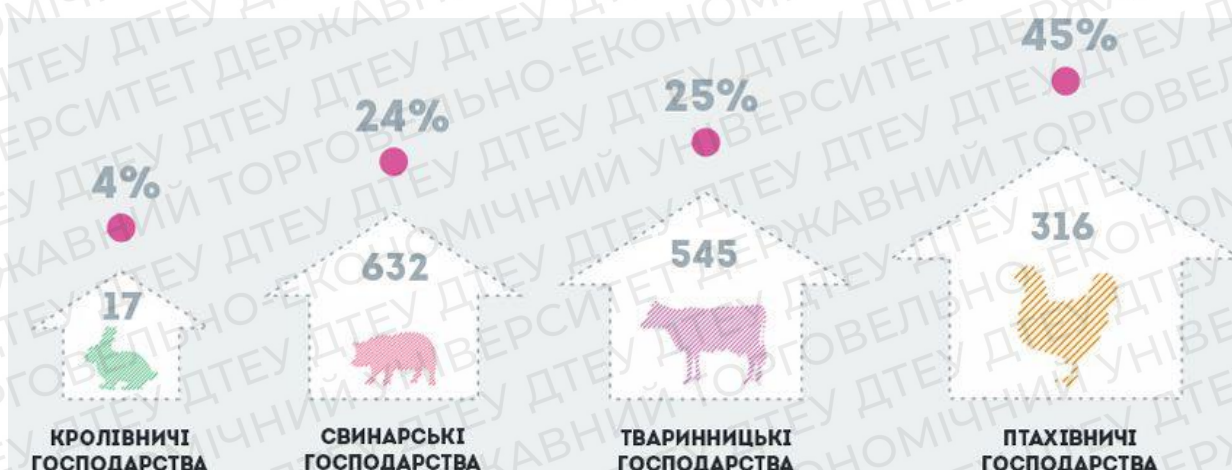 45%
25%
24%
4%
316
545
632
17
КРОЛІВНИЧІ
ГОСПОДАРСТВА
СВИНАРСЬКІ
ГОСПОДАРСТВА
ТВАРИННИЦЬКІ
ГОСПОДАРСТВА
ПТАХІВНИЧІ
ГОСПОДАРСТВА